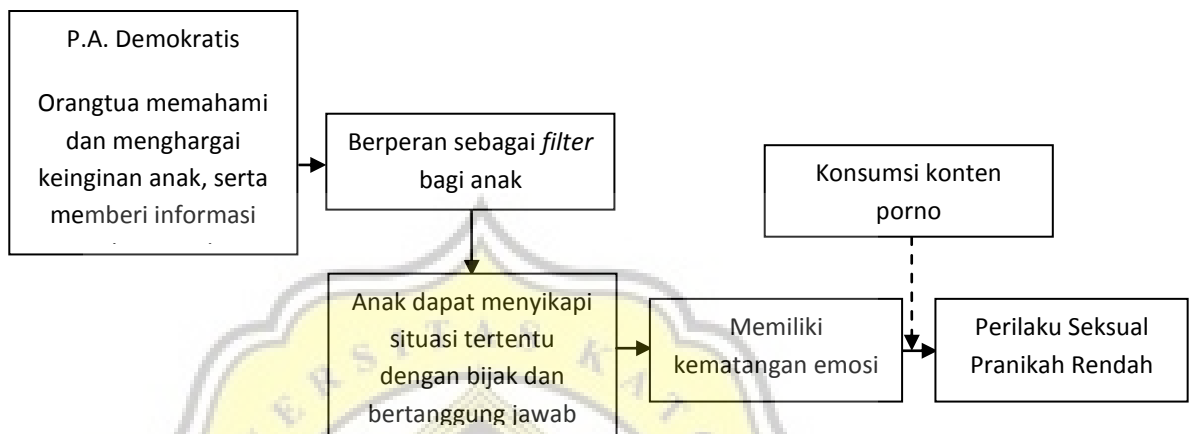 P.A. Demokratis
Orangtua memahami
dan menghargai
keinginan anak, serta
memberi informasi
Berperan sebagai filter
bagi anak
Anak dapat menyikapi
situasi tertentu
dengan bijak dan
bertanggung jawab
Konsumsi konten
porno
Memiliki
kematangan emosi
Perilaku Seksual
Pranikah Rendah